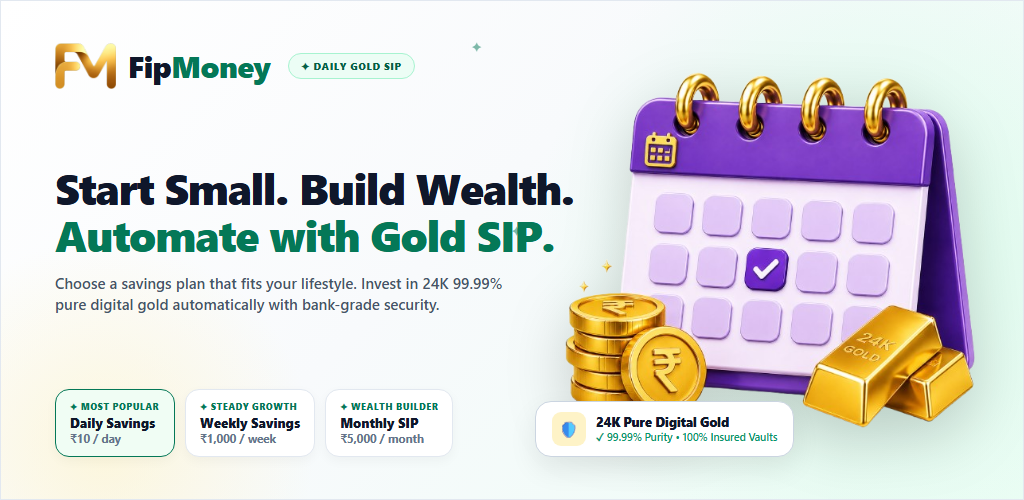 FM FipMoney
✦ DAILY GOLD SIP
Start Small. Build Wealth.
Automate with Gold SIP.
Choose a savings plan that fits your lifestyle. Invest in 24K 99.99%
pure digital gold automatically with bank-grade security.
✦ MOST POPULAR
Daily Savings
₹10 / day
✦ STEADY GROWTH
Weekly Savings
₹1,000 / week
✦ WEALTH BUILDER
Monthly SIP
₹5,000 / month
₹
₹
24K
GOLD
24K Pure Digital Gold
✓ 99.99% Purity • 100% Insured Vaults